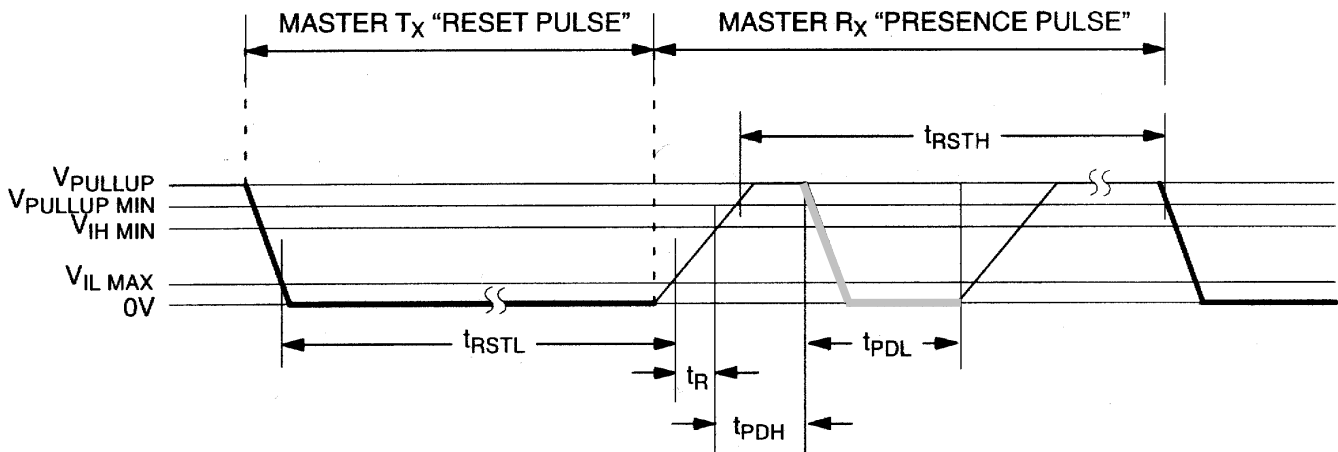 MASTER TX “RESET PULSE”
MASTER RX “PRESENCE PULSE”
tRSTH
VPULLUP
VPULLUP MIN
VIH MIN
VIL MAX
0V
tRSTL
tPDL
tR
tPDH